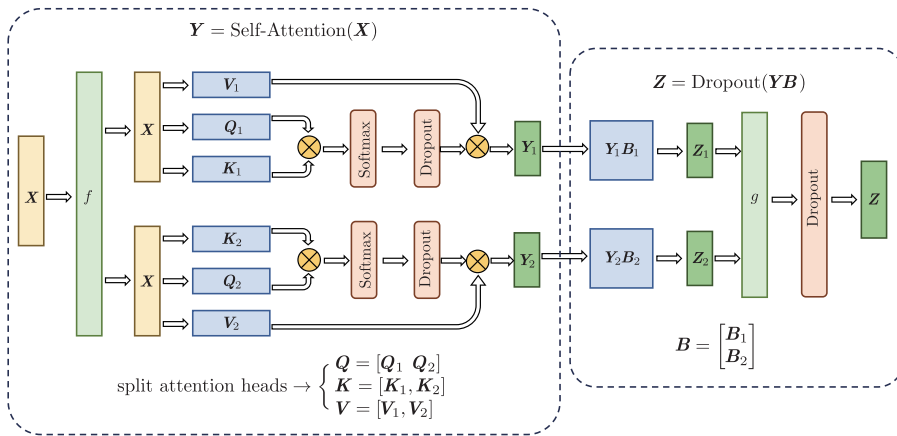 Y = Self-Attention(X)
X
f
X
V₁
Q₁
K₁
Softmax
Dropout
Y₁
X
K₂
Q₂
V₂
Softmax
Dropout
Y₂
split attention heads → { Q = [Q₁ Q₂]
K = [K₁, K₂]
V = [V₁, V₂]
Z = Dropout(YB)
Y₁B₁
Z₁
Y₂B₂
Z₂
g
Dropout
Z
B = [B₁
B₂]